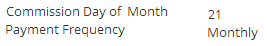 Commission Day of Month 21
Payment Frequency Monthly